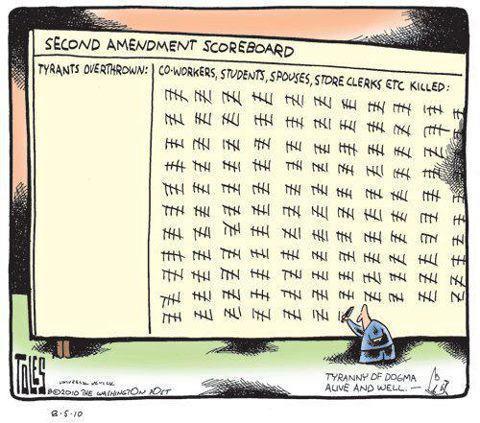 SECOND AMENDMENT SCOREBOARD
TYRANTS OVERTHROWN:
CO-WORKERS, STUDENTS, SPOUSES, STORE CLERKS ETC KILLED:
TYRANNY OF DOGMA
ALIVE AND WELL.—
TOLES
©2010 THE WASHINGTON POST
8-5-10